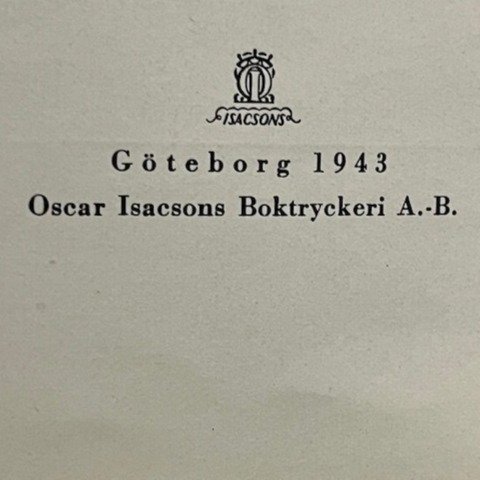 ISACSONS
Göteborg 1943
Oscar Isacsons Boktryckeri A.-B.